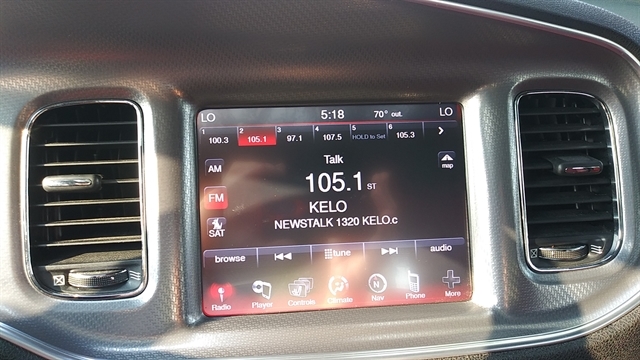 LO 5:18 70° out. LO
1 2 3 4 5 6
100.3 105.1 97.1 107.5 HOLD to Set 105.3
Talk
AM map
105.1 ST
FM
KELO
SAT NEWSTALK 1320 KELO.c
browse tune audio
Radio Player Controls Climate Nav Phone More
N